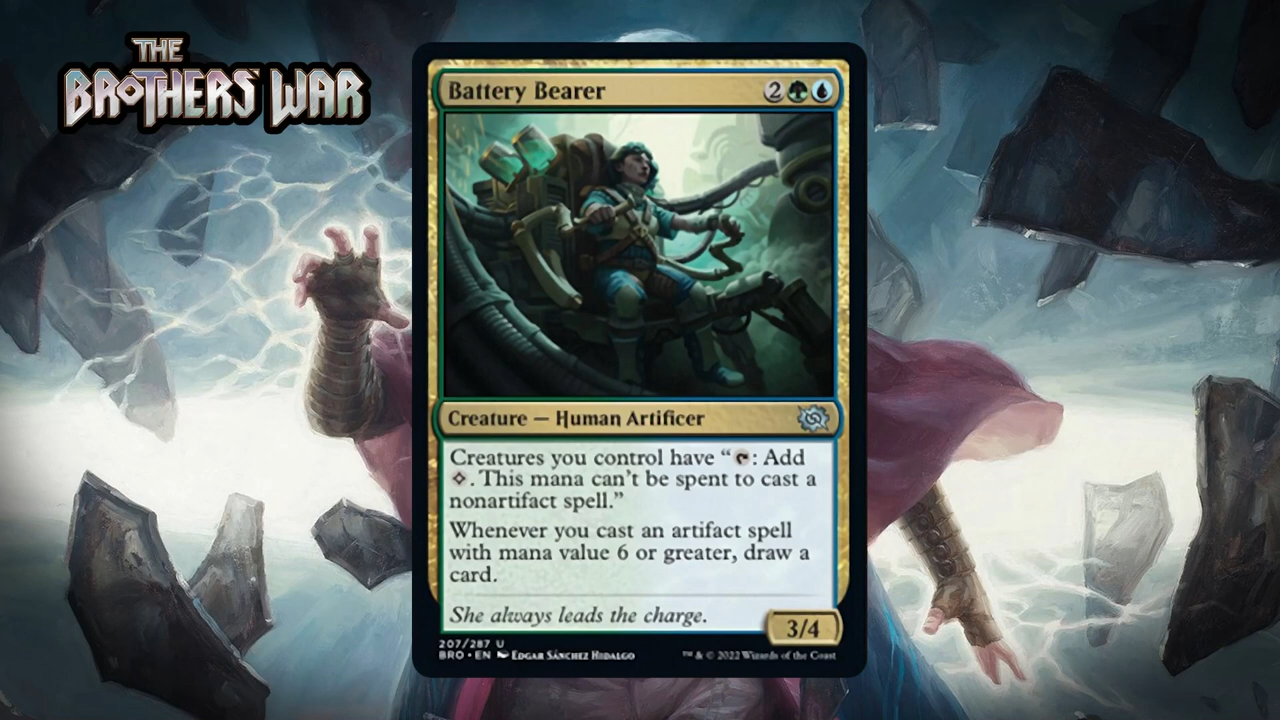 THE
BROTHERS' WAR
Battery Bearer 2
Creature — Human Artificer
Creatures you control have “: Add
. This mana can't be spent to cast a
nonartifact spell.”
Whenever you cast an artifact spell
with mana value 6 or greater, draw a
card.
She always leads the charge.
3/4
207/287 U
BRO • EN Edgar Sánchez Hidalgo
™ & © 2022 Wizards of the Coast